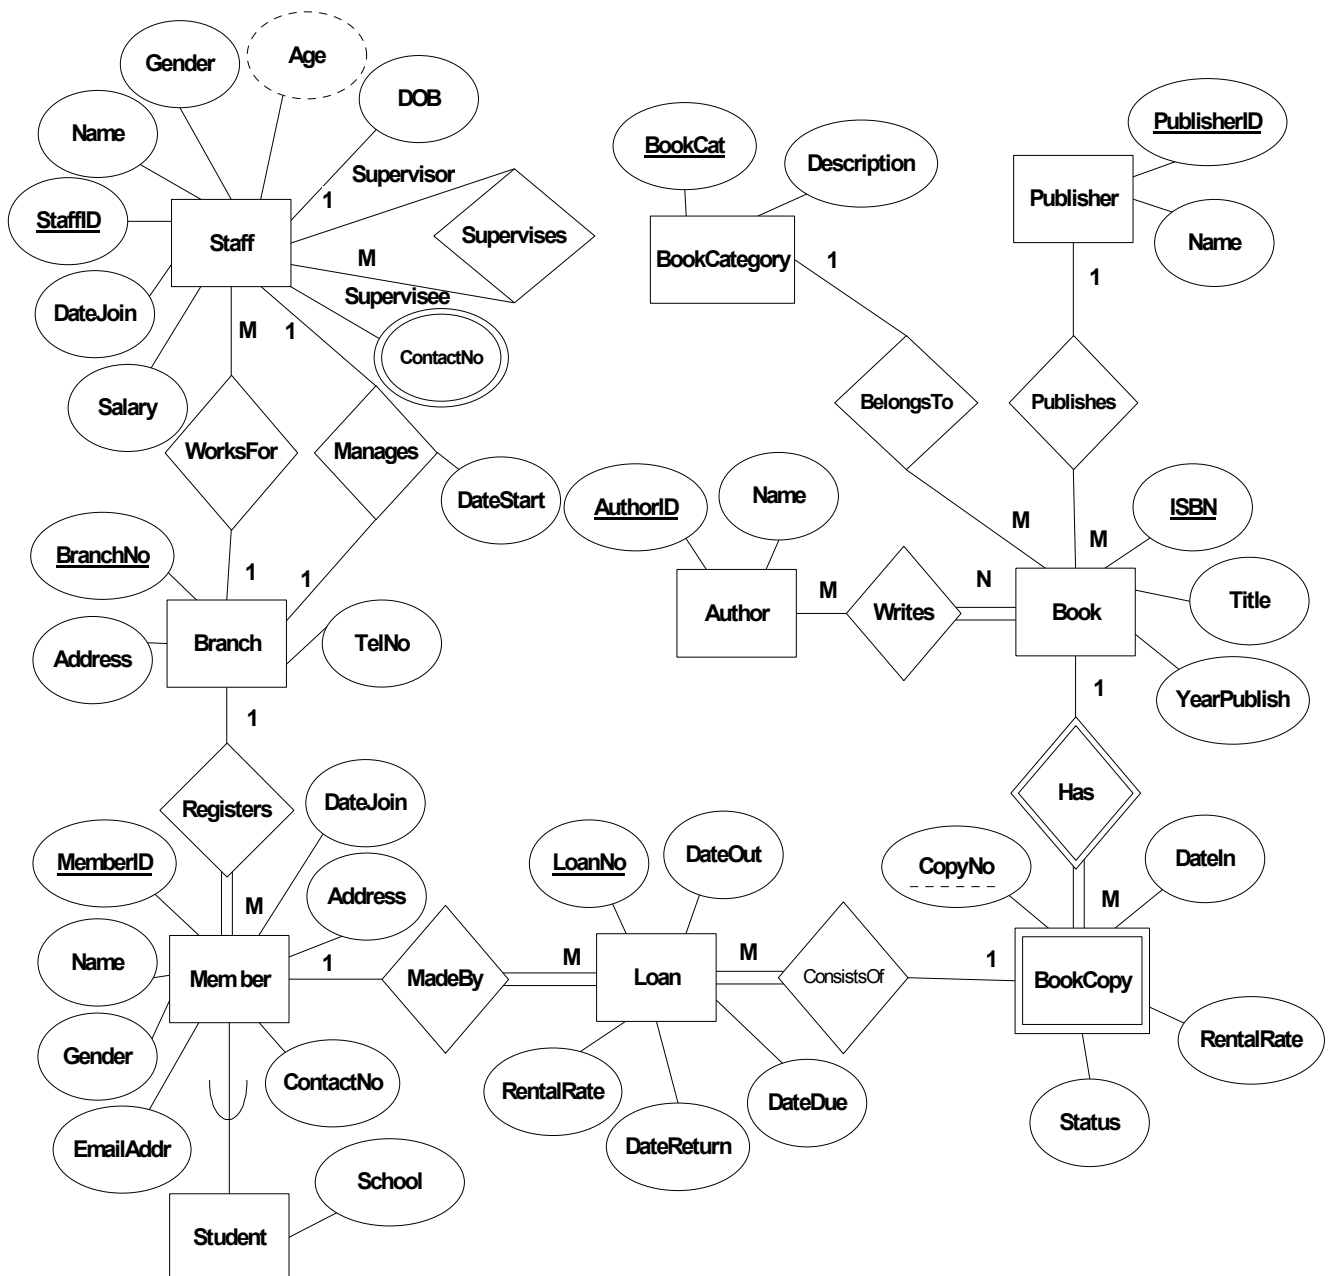 Age
Gender
DOB
Name
Supervisor
1
StaffID
Staff
Supervises
M
Supervisee
DateJoin
M
1
ContactNo
Salary
WorksFor
Manages
DateStart
BranchNo
1
1
Branch
TelNo
Address
1
Registers
DateJoin
MemberID
Address
M
Name
Member
1
MadeBy
M
Gender
ContactNo
EmailAddr
School
Student
BookCat
Description
BookCategory
1
BelongsTo
M
PublisherID
Publisher
Name
1
Publishes
M
AuthorID
Name
Author
M
Writes
N
Book
ISBN
Title
YearPublish
1
Has
M
CopyNo
DateIn
BookCopy
RentalRate
Status
LoanNo
DateOut
Loan
M
ConsistsOf
1
RentalRate
DateReturn
DateDue